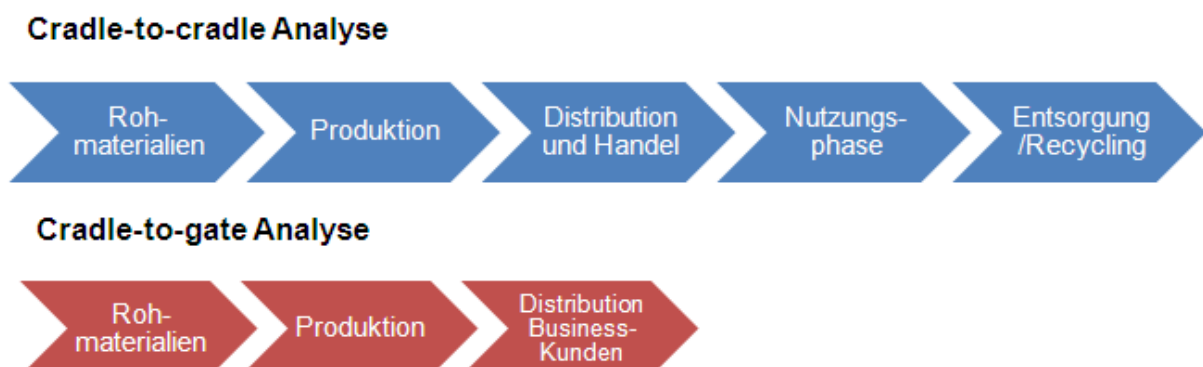 Cradle-to-cradle Analyse
Roh-
materialien
Produktion
Distribution
und Handel
Nutzungs-
phase
Entsorgung
/Recycling
Cradle-to-gate Analyse
Roh-
materialien
Produktion
Distribution
Business-
Kunden